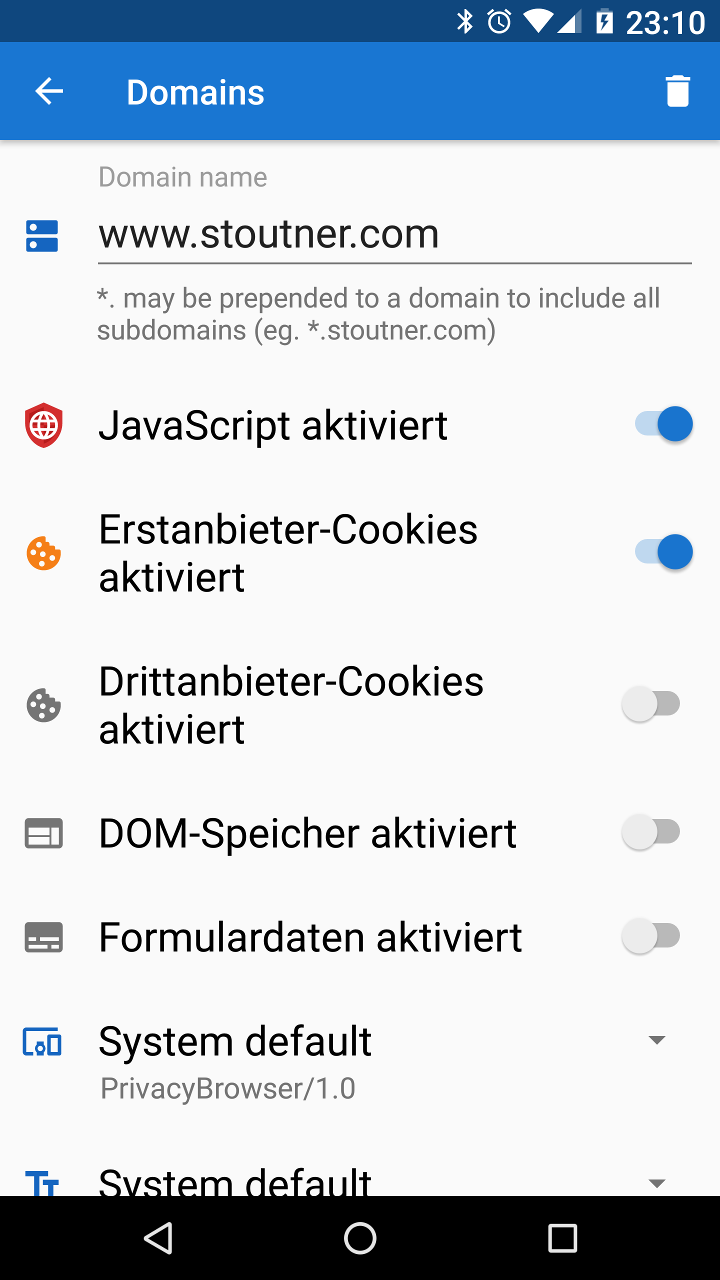 23:10
Domains
Domain name
www.stoutner.com
*. may be prepended to a domain to include all
subdomains (eg. *.stoutner.com)
JavaScript aktiviert
Erstanbieter-Cookies
aktiviert
Drittanbieter-Cookies
aktiviert
DOM-Speicher aktiviert
Formulardaten aktiviert
System default
PrivacyBrowser/1.0
System default